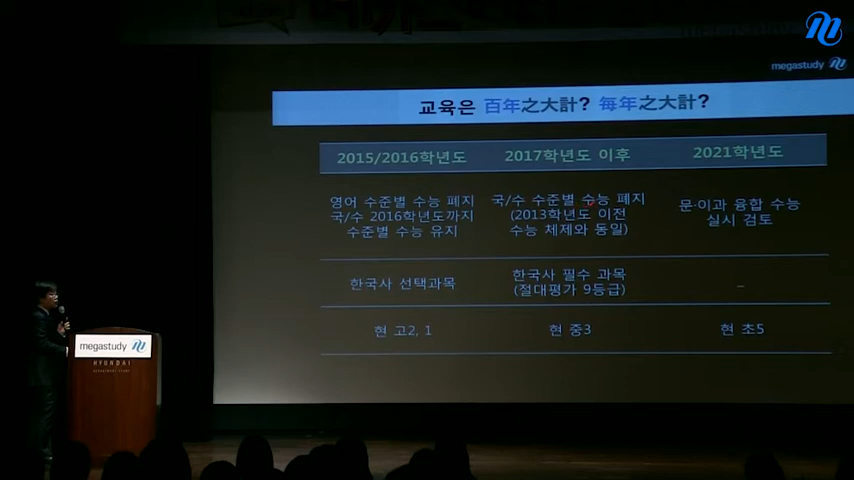 megastudy
교육은 百年之大計? 每年之大計?
2015/2016학년도 2017학년도 이후 2021학년도
영어 수준별 수능 폐지
국/수 2016학년도까지
수준별 수능 유지
국/수 수준별 수능 폐지
(2013학년도 이전
수능 체제와 동일)
문·이과 융합 수능
실시 검토
한국사 선택과목
한국사 필수 과목
(절대평가 9등급)
-
현 고2, 1 현 중3 현 초5
megastudy
HYUNDAI